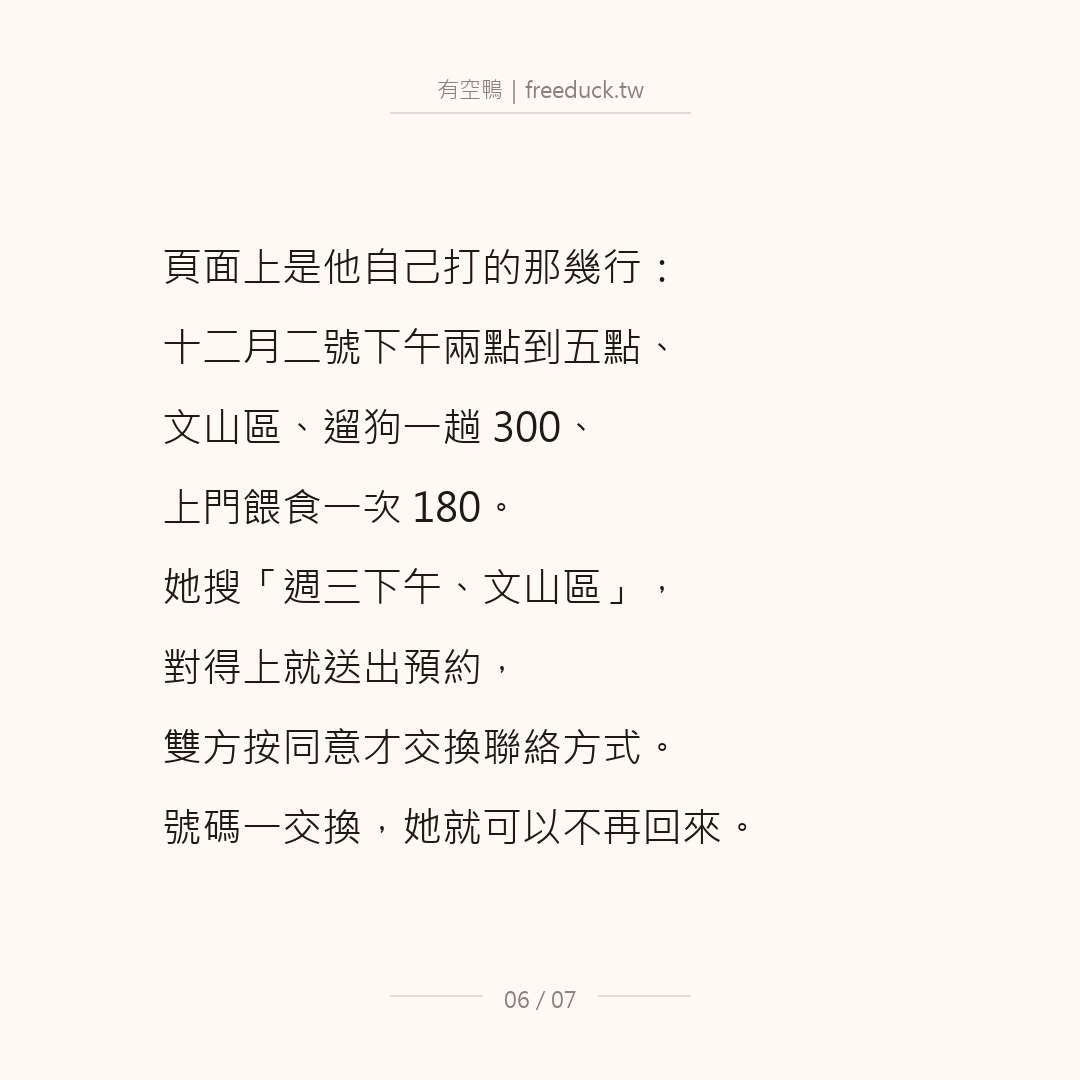 有空鴨｜freeduck.tw
頁面上是他自己打的那幾行：
十二月二號下午兩點到五點、
文山區、遛狗一趟 300、
上門餵食一次 180。
她搜「週三下午、文山區」，
對得上就送出預約，
雙方按同意才交換聯絡方式。
號碼一交換，她就可以不再回來。
06 / 07